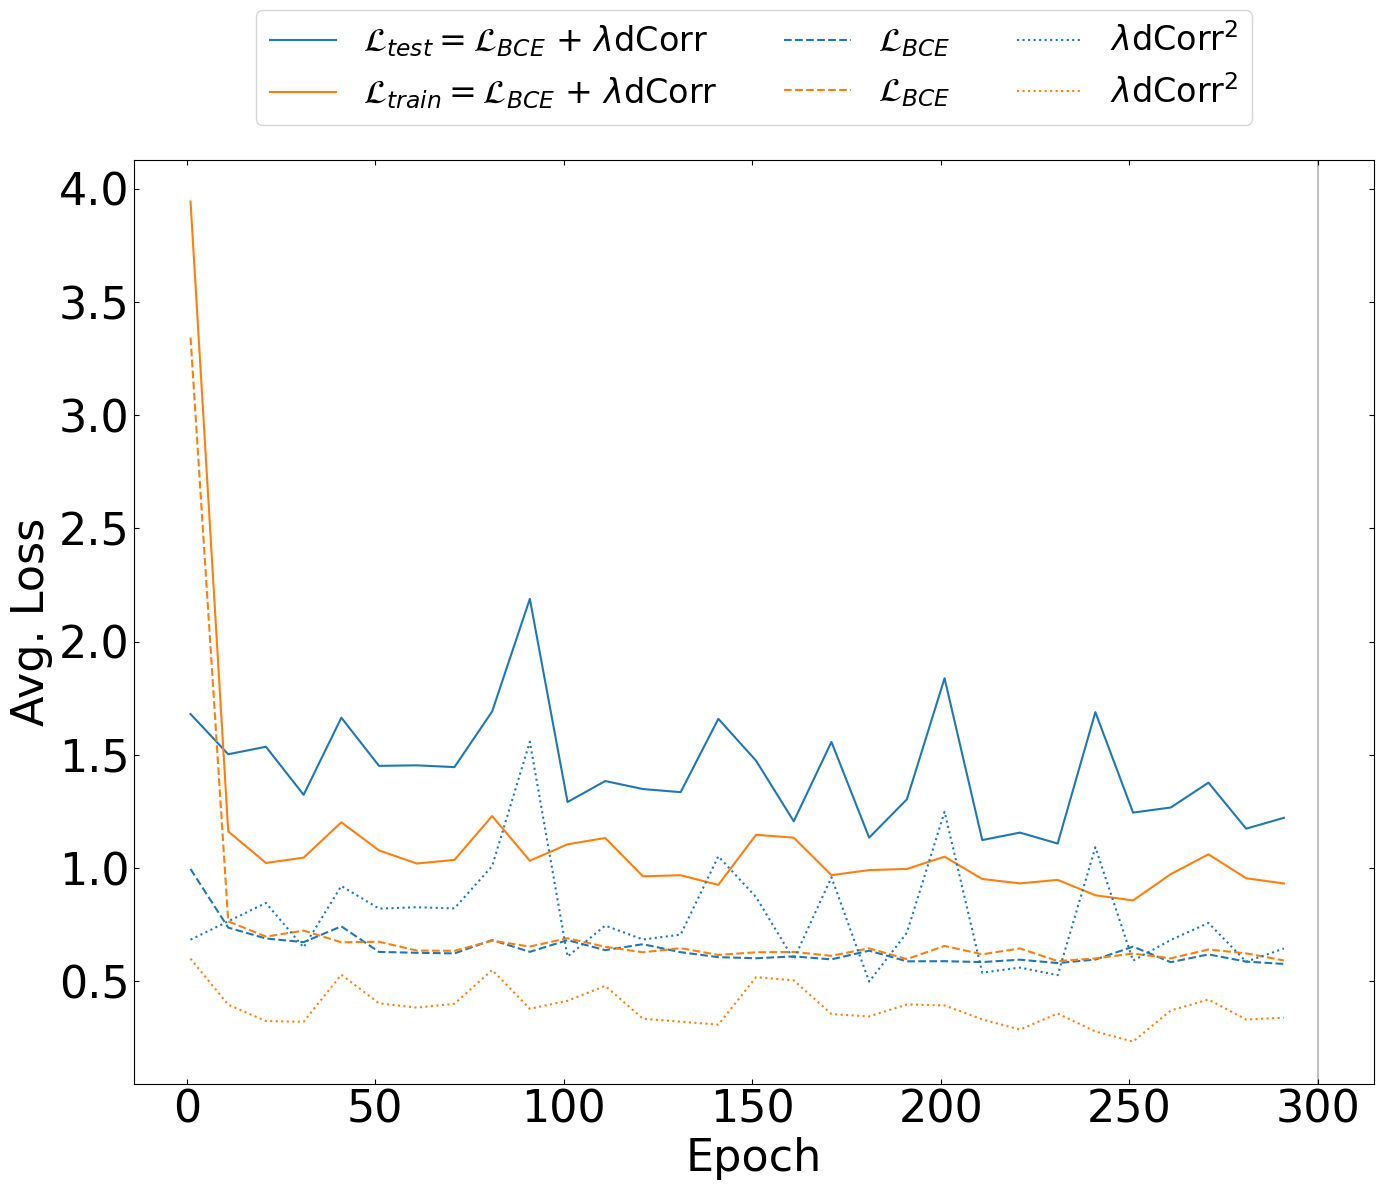 ℒ_test = ℒ_BCE + λdCorr ℒ_BCE λdCorr²
ℒ_train = ℒ_BCE + λdCorr ℒ_BCE λdCorr²
4.0
3.5
3.0
2.5
2.0
1.5
1.0
0.5
Avg. Loss
0 50 100 150 200 250 300
Epoch